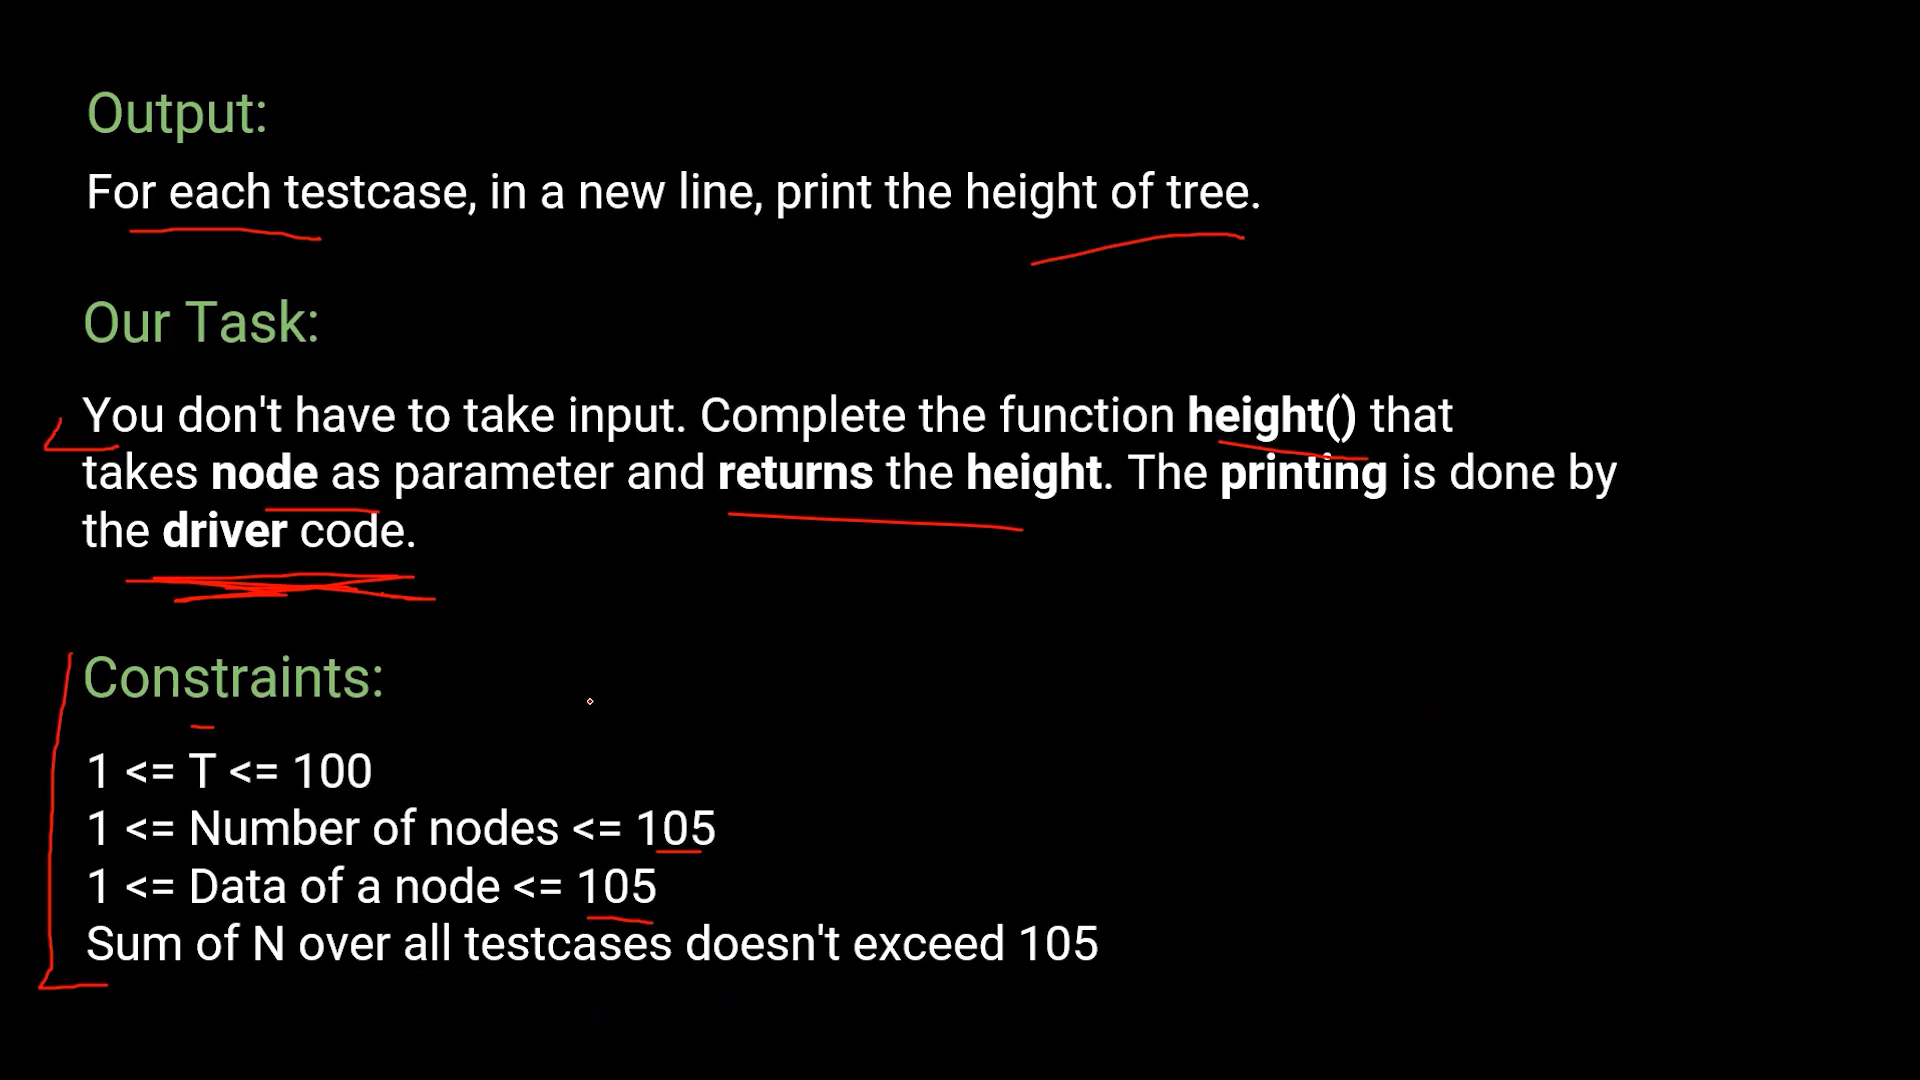 Output:
For each testcase, in a new line, print the height of tree.
Our Task:
You don't have to take input. Complete the function height() that
takes node as parameter and returns the height. The printing is done by
the driver code.
Constraints:
1 <= T <= 100
1 <= Number of nodes <= 105
1 <= Data of a node <= 105
Sum of N over all testcases doesn't exceed 105